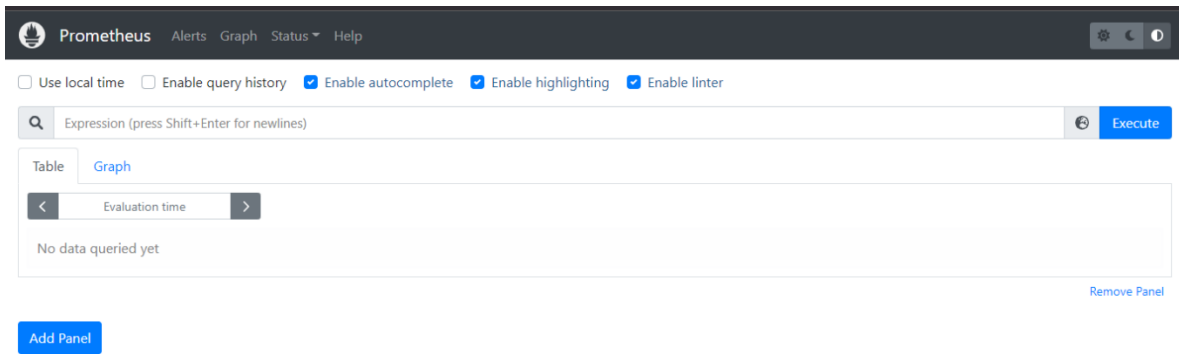 Prometheus Alerts Graph Status Help
Use local time Enable query history Enable autocomplete Enable highlighting Enable linter
Expression (press Shift+Enter for newlines) Execute
Table Graph
Evaluation time
No data queried yet
Remove Panel
Add Panel